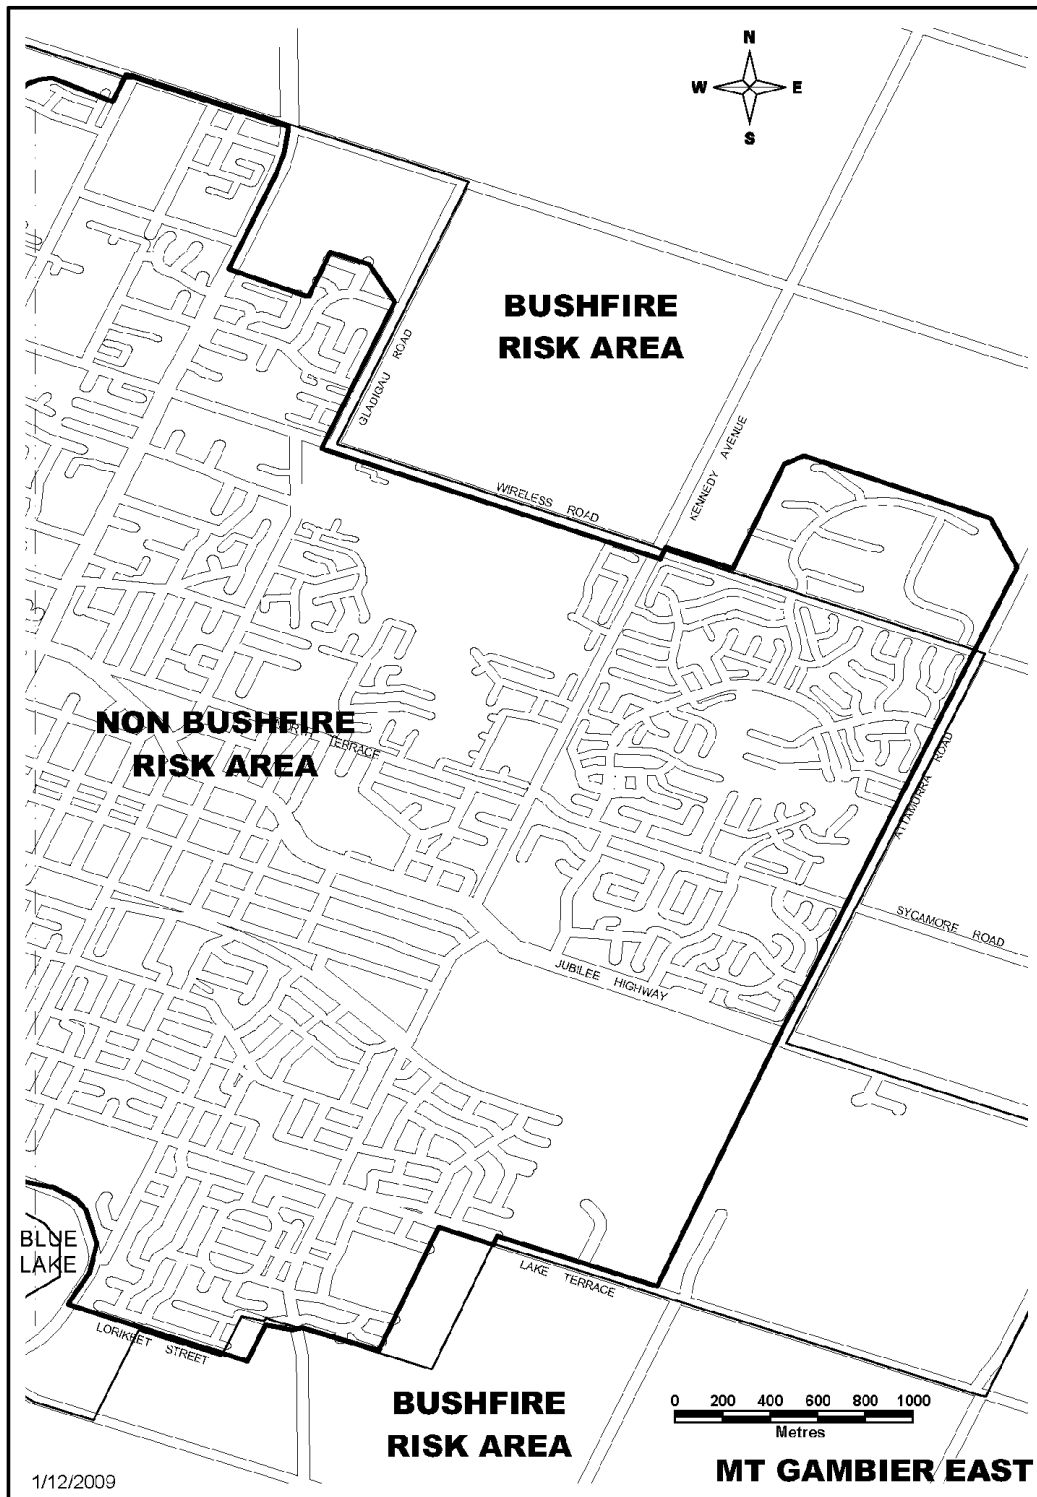 N
W E
S
BUSHFIRE
RISK AREA
GLADIGAU ROAD
KENNEDY AVENUE
WIRELESS ROAD
NON BUSHFIRE
RISK AREA
NORTH TERRACE
ATTAMURRA ROAD
SYCAMORE ROAD
JUBILEE HIGHWAY
BLUE
LAKE
LAKE TERRACE
LORIKEET STREET
BUSHFIRE
RISK AREA
0 200 400 600 800 1000
Metres
1/12/2009
MT GAMBIER EAST